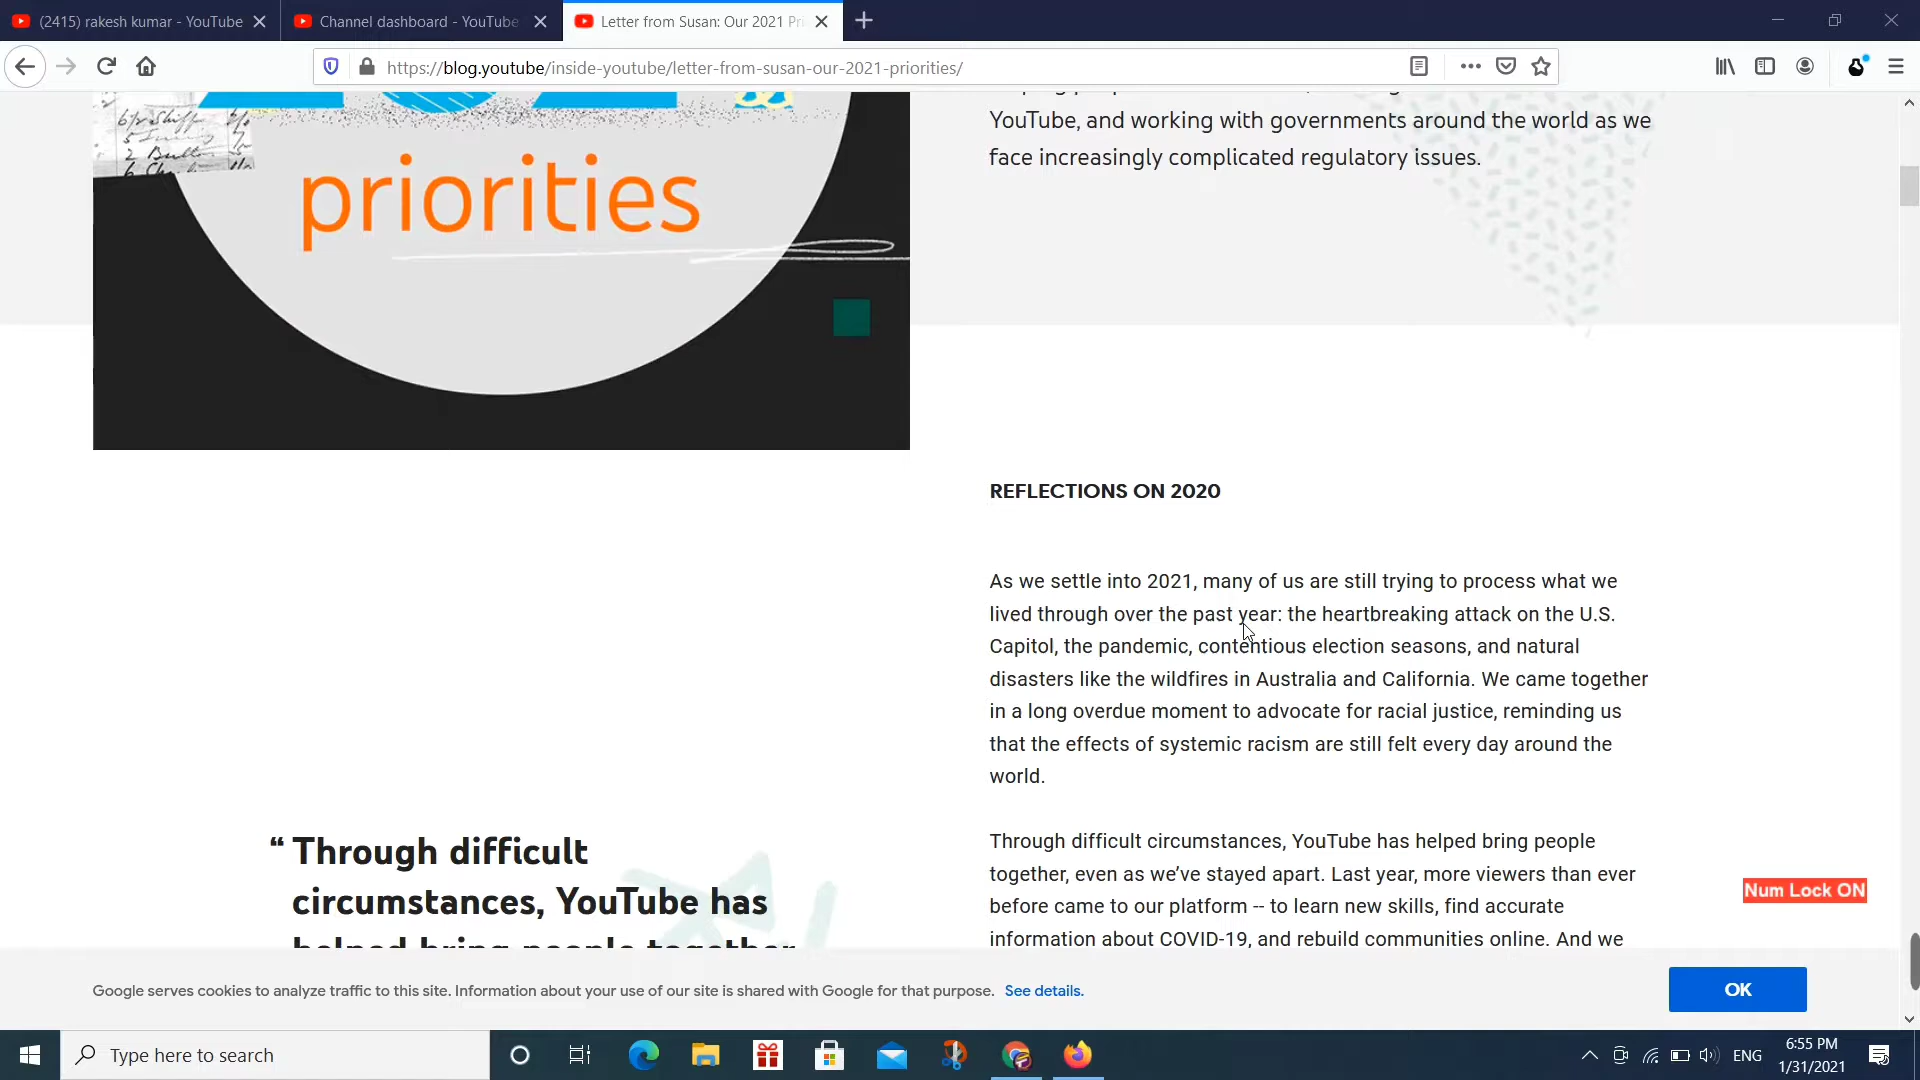 (2415) rakesh kumar - YouTube
Channel dashboard - YouTube
Letter from Susan: Our 2021 Pri
https://blog.youtube/inside-youtube/letter-from-susan-our-2021-priorities/
priorities
YouTube, and working with governments around the world as we
face increasingly complicated regulatory issues.
REFLECTIONS ON 2020
As we settle into 2021, many of us are still trying to process what we
lived through over the past year: the heartbreaking attack on the U.S.
Capitol, the pandemic, contentious election seasons, and natural
disasters like the wildfires in Australia and California. We came together
in a long overdue moment to advocate for racial justice, reminding us
that the effects of systemic racism are still felt every day around the
world.
“ Through difficult
circumstances, YouTube has
helped bring people together
Through difficult circumstances, YouTube has helped bring people
together, even as we’ve stayed apart. Last year, more viewers than ever
before came to our platform -- to learn new skills, find accurate
information about COVID-19, and rebuild communities online. And we
Num Lock ON
Google serves cookies to analyze traffic to this site. Information about your use of our site is shared with Google for that purpose. See details.
OK
Type here to search
ENG
6:55 PM
1/31/2021